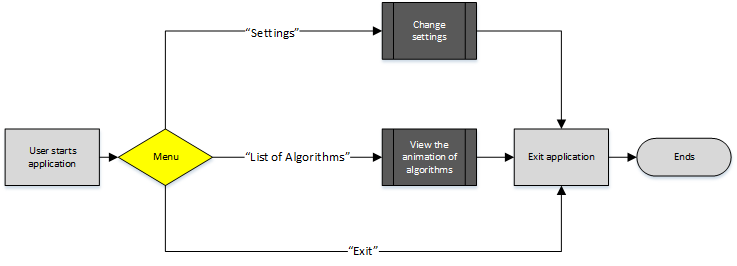 “Settings”
Change
settings
User starts
application
Menu
“List of Algorithms”
View the
animation of
algorithms
Exit application
Ends
“Exit”